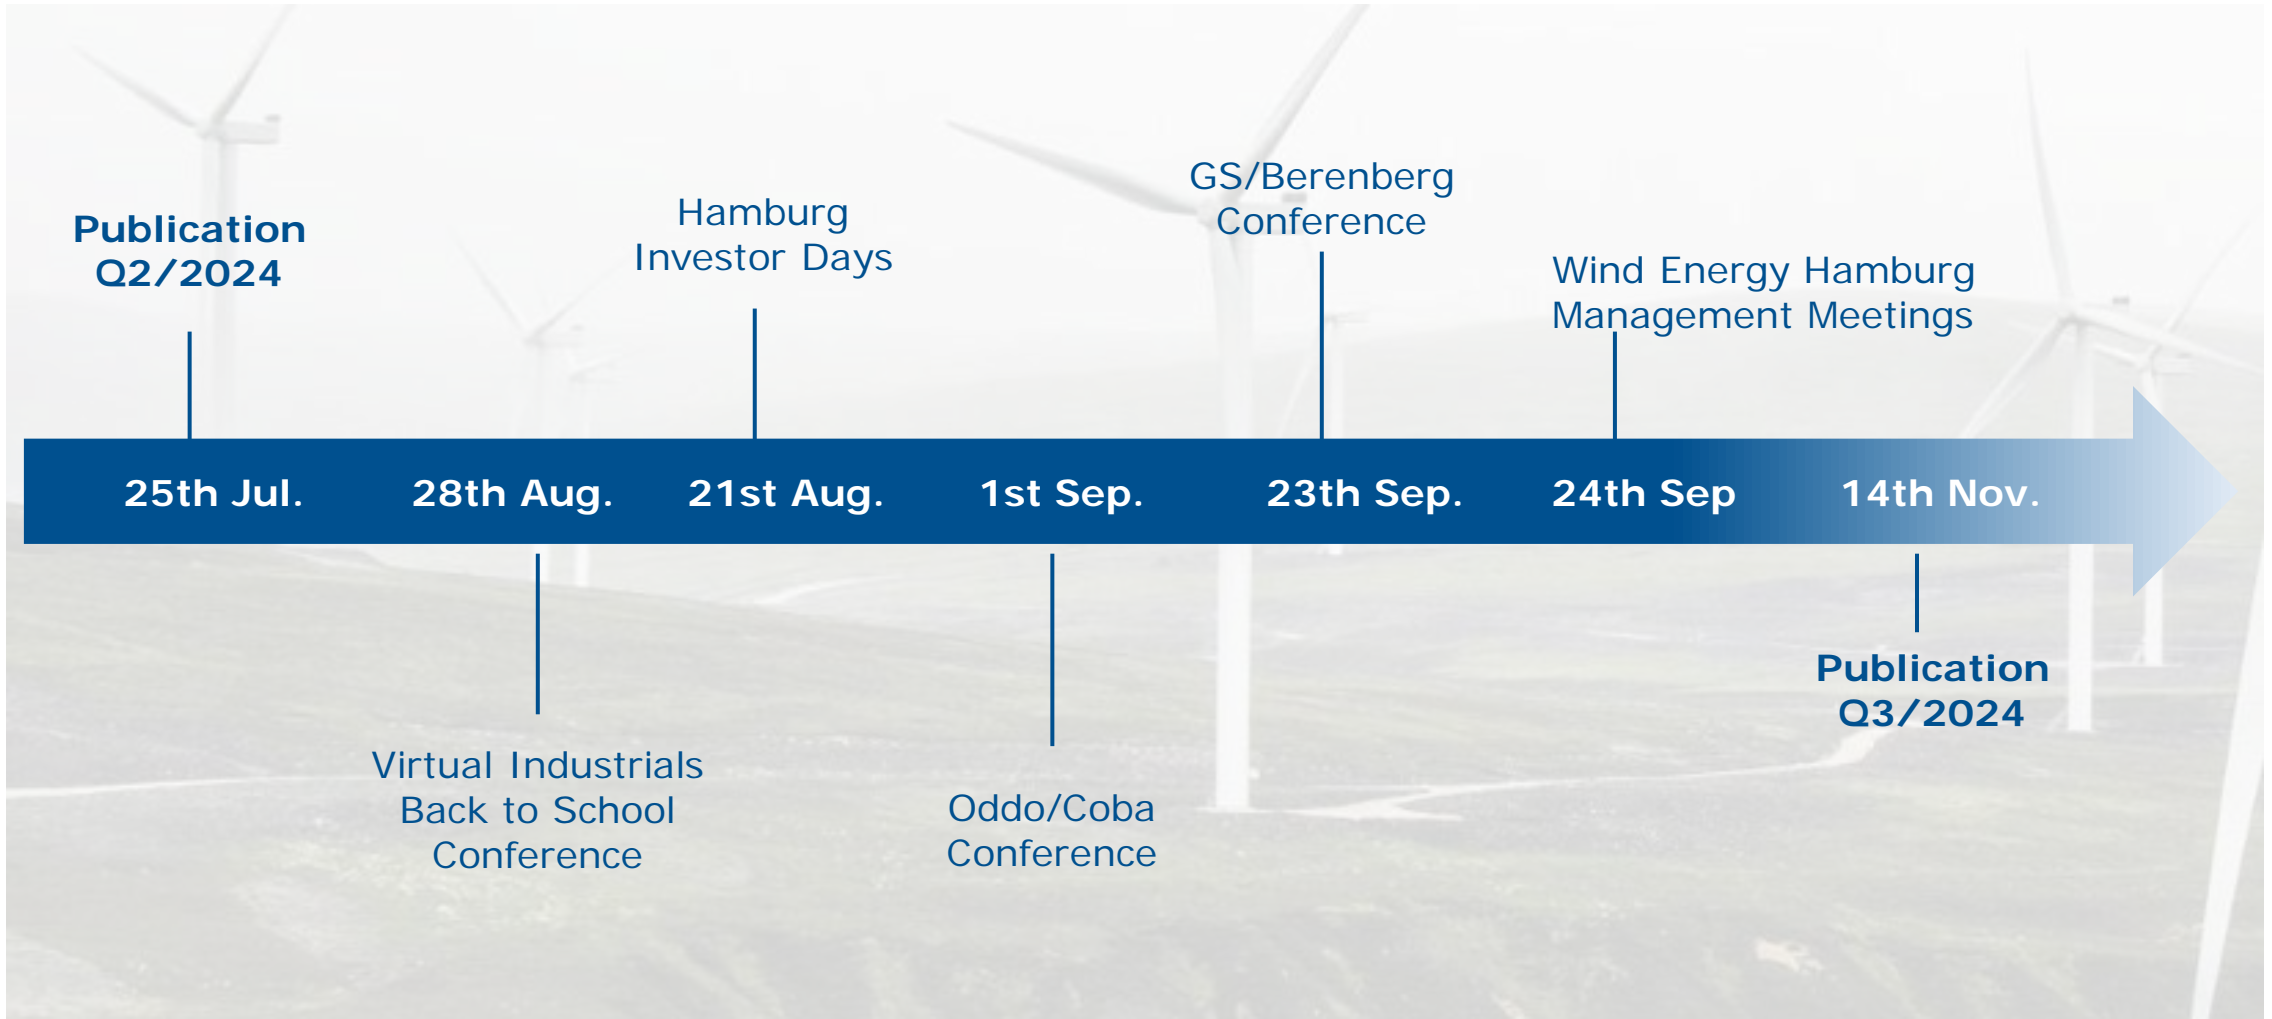 Publication
Q2/2024
Hamburg
Investor Days
GS/Berenberg
Conference
Wind Energy Hamburg
Management Meetings
25th Jul.
28th Aug.
21st Aug.
1st Sep.
23th Sep.
24th Sep
14th Nov.
Virtual Industrials
Back to School
Conference
Oddo/Coba
Conference
Publication
Q3/2024